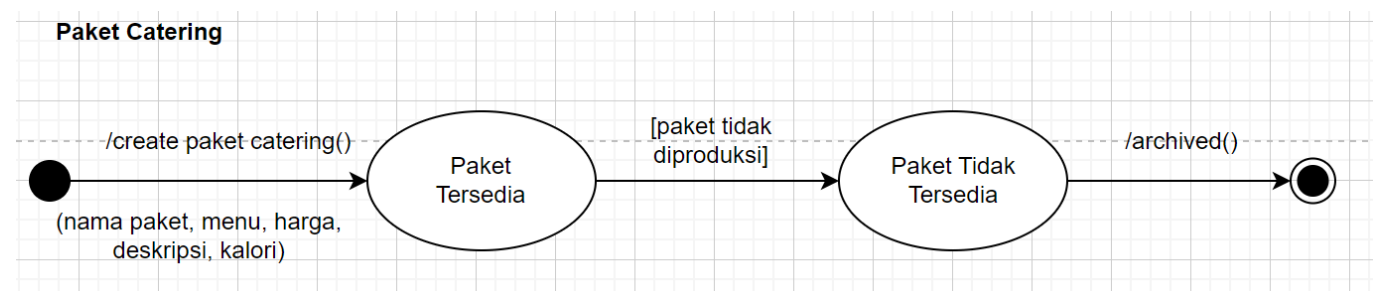 Paket Catering
/create paket catering()
(nama paket, menu, harga,
deskripsi, kalori)
Paket
Tersedia
[paket tidak
diproduksi]
Paket Tidak
Tersedia
/archived()